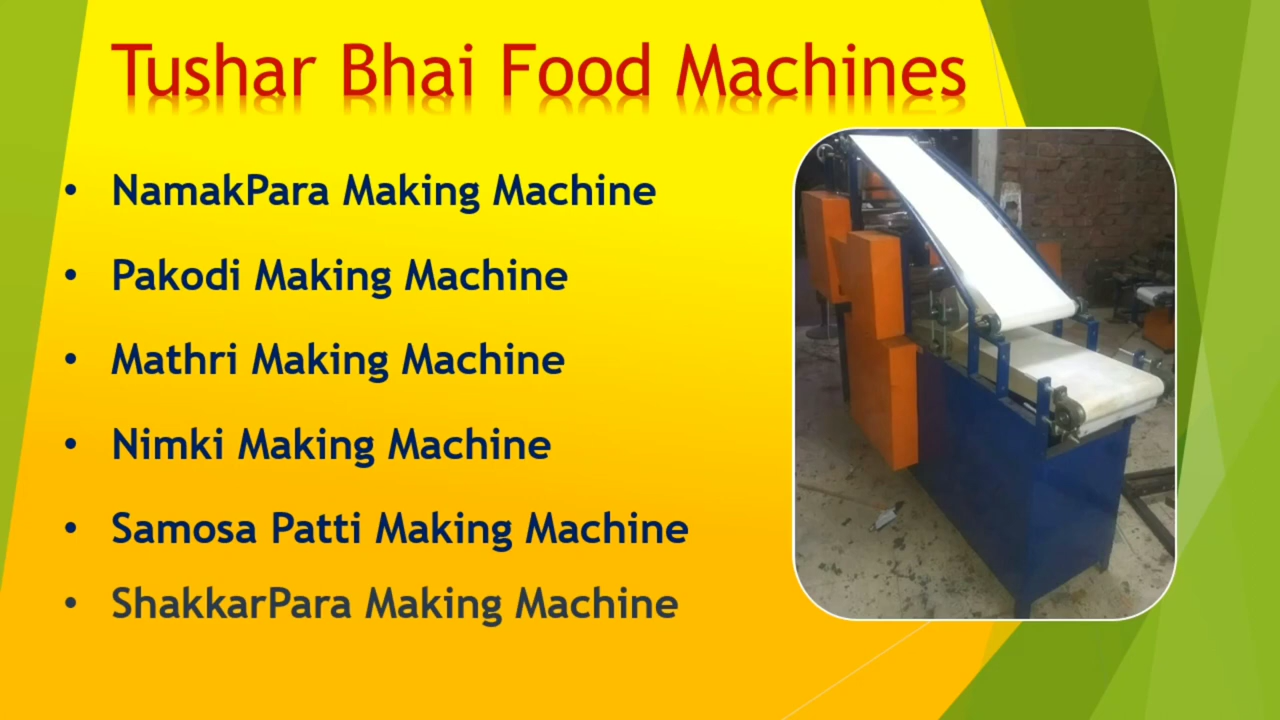 Tushar Bhai Food Machines
• NamakPara Making Machine
• Pakodi Making Machine
• Mathri Making Machine
• Nimki Making Machine
• Samosa Patti Making Machine
• ShakkarPara Making Machine